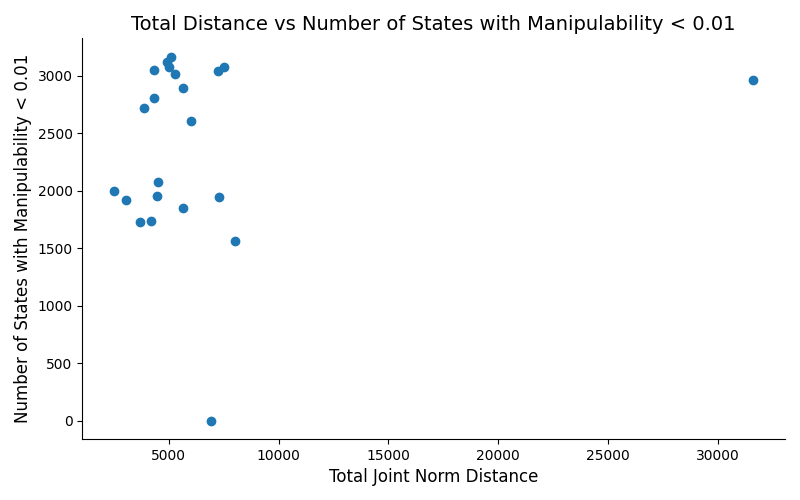 Total Distance vs Number of States with Manipulability < 0.01
Number of States with Manipulability < 0.01
3000
2500
2000
1500
1000
500
0
5000 10000 15000 20000 25000 30000
Total Joint Norm Distance